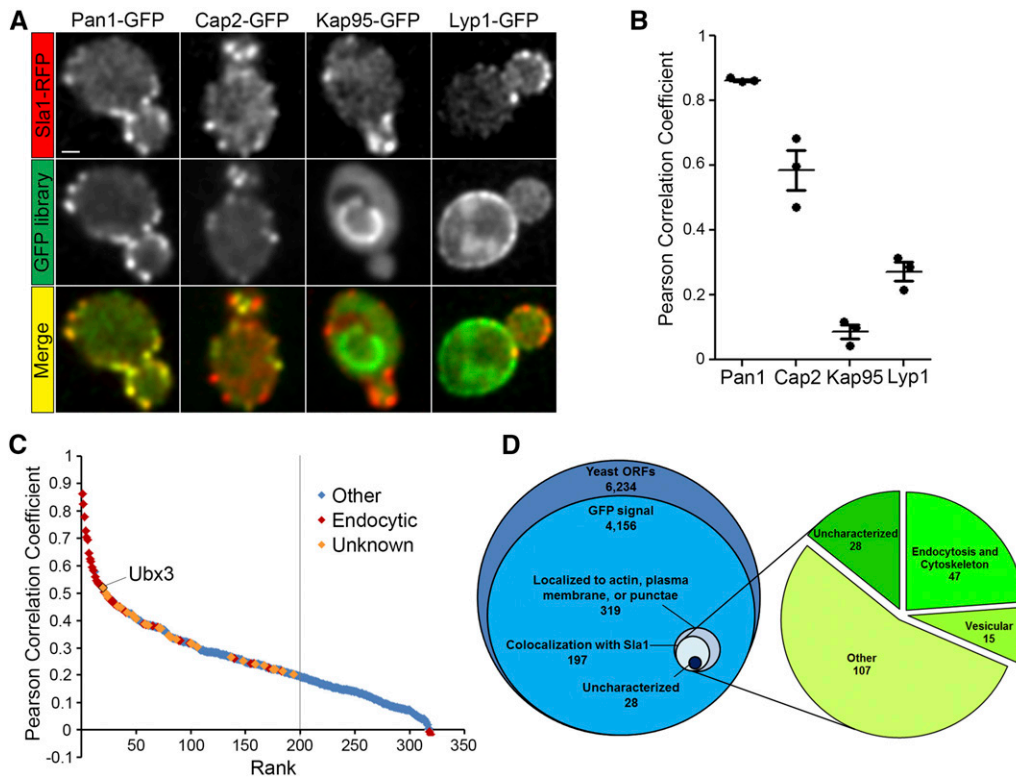 A
Pan1-GFP Cap2-GFP Kap95-GFP Lyp1-GFP
Sla1-RFP
GFP library
Merge
B
Pearson Correlation Coefficient
1
0.8
0.6
0.4
0.2
0
Pan1 Cap2 Kap95 Lyp1
C
Pearson Correlation Coefficient
1
0.9
0.8
0.7
0.6
0.5
0.4
0.3
0.2
0.1
0
-0.1
Ubx3
Other
Endocytic
Unknown
50 100 150 200 250 300 350
Rank
D
Yeast ORFs
6,234
GFP signal
4,156
Localized to actin, plasma
membrane, or punctae
319
Colocalization with Sla1
197
Uncharacterized
28
Uncharacterized
28
Endocytosis and
Cytoskeleton
47
Vesicular
15
Other
107